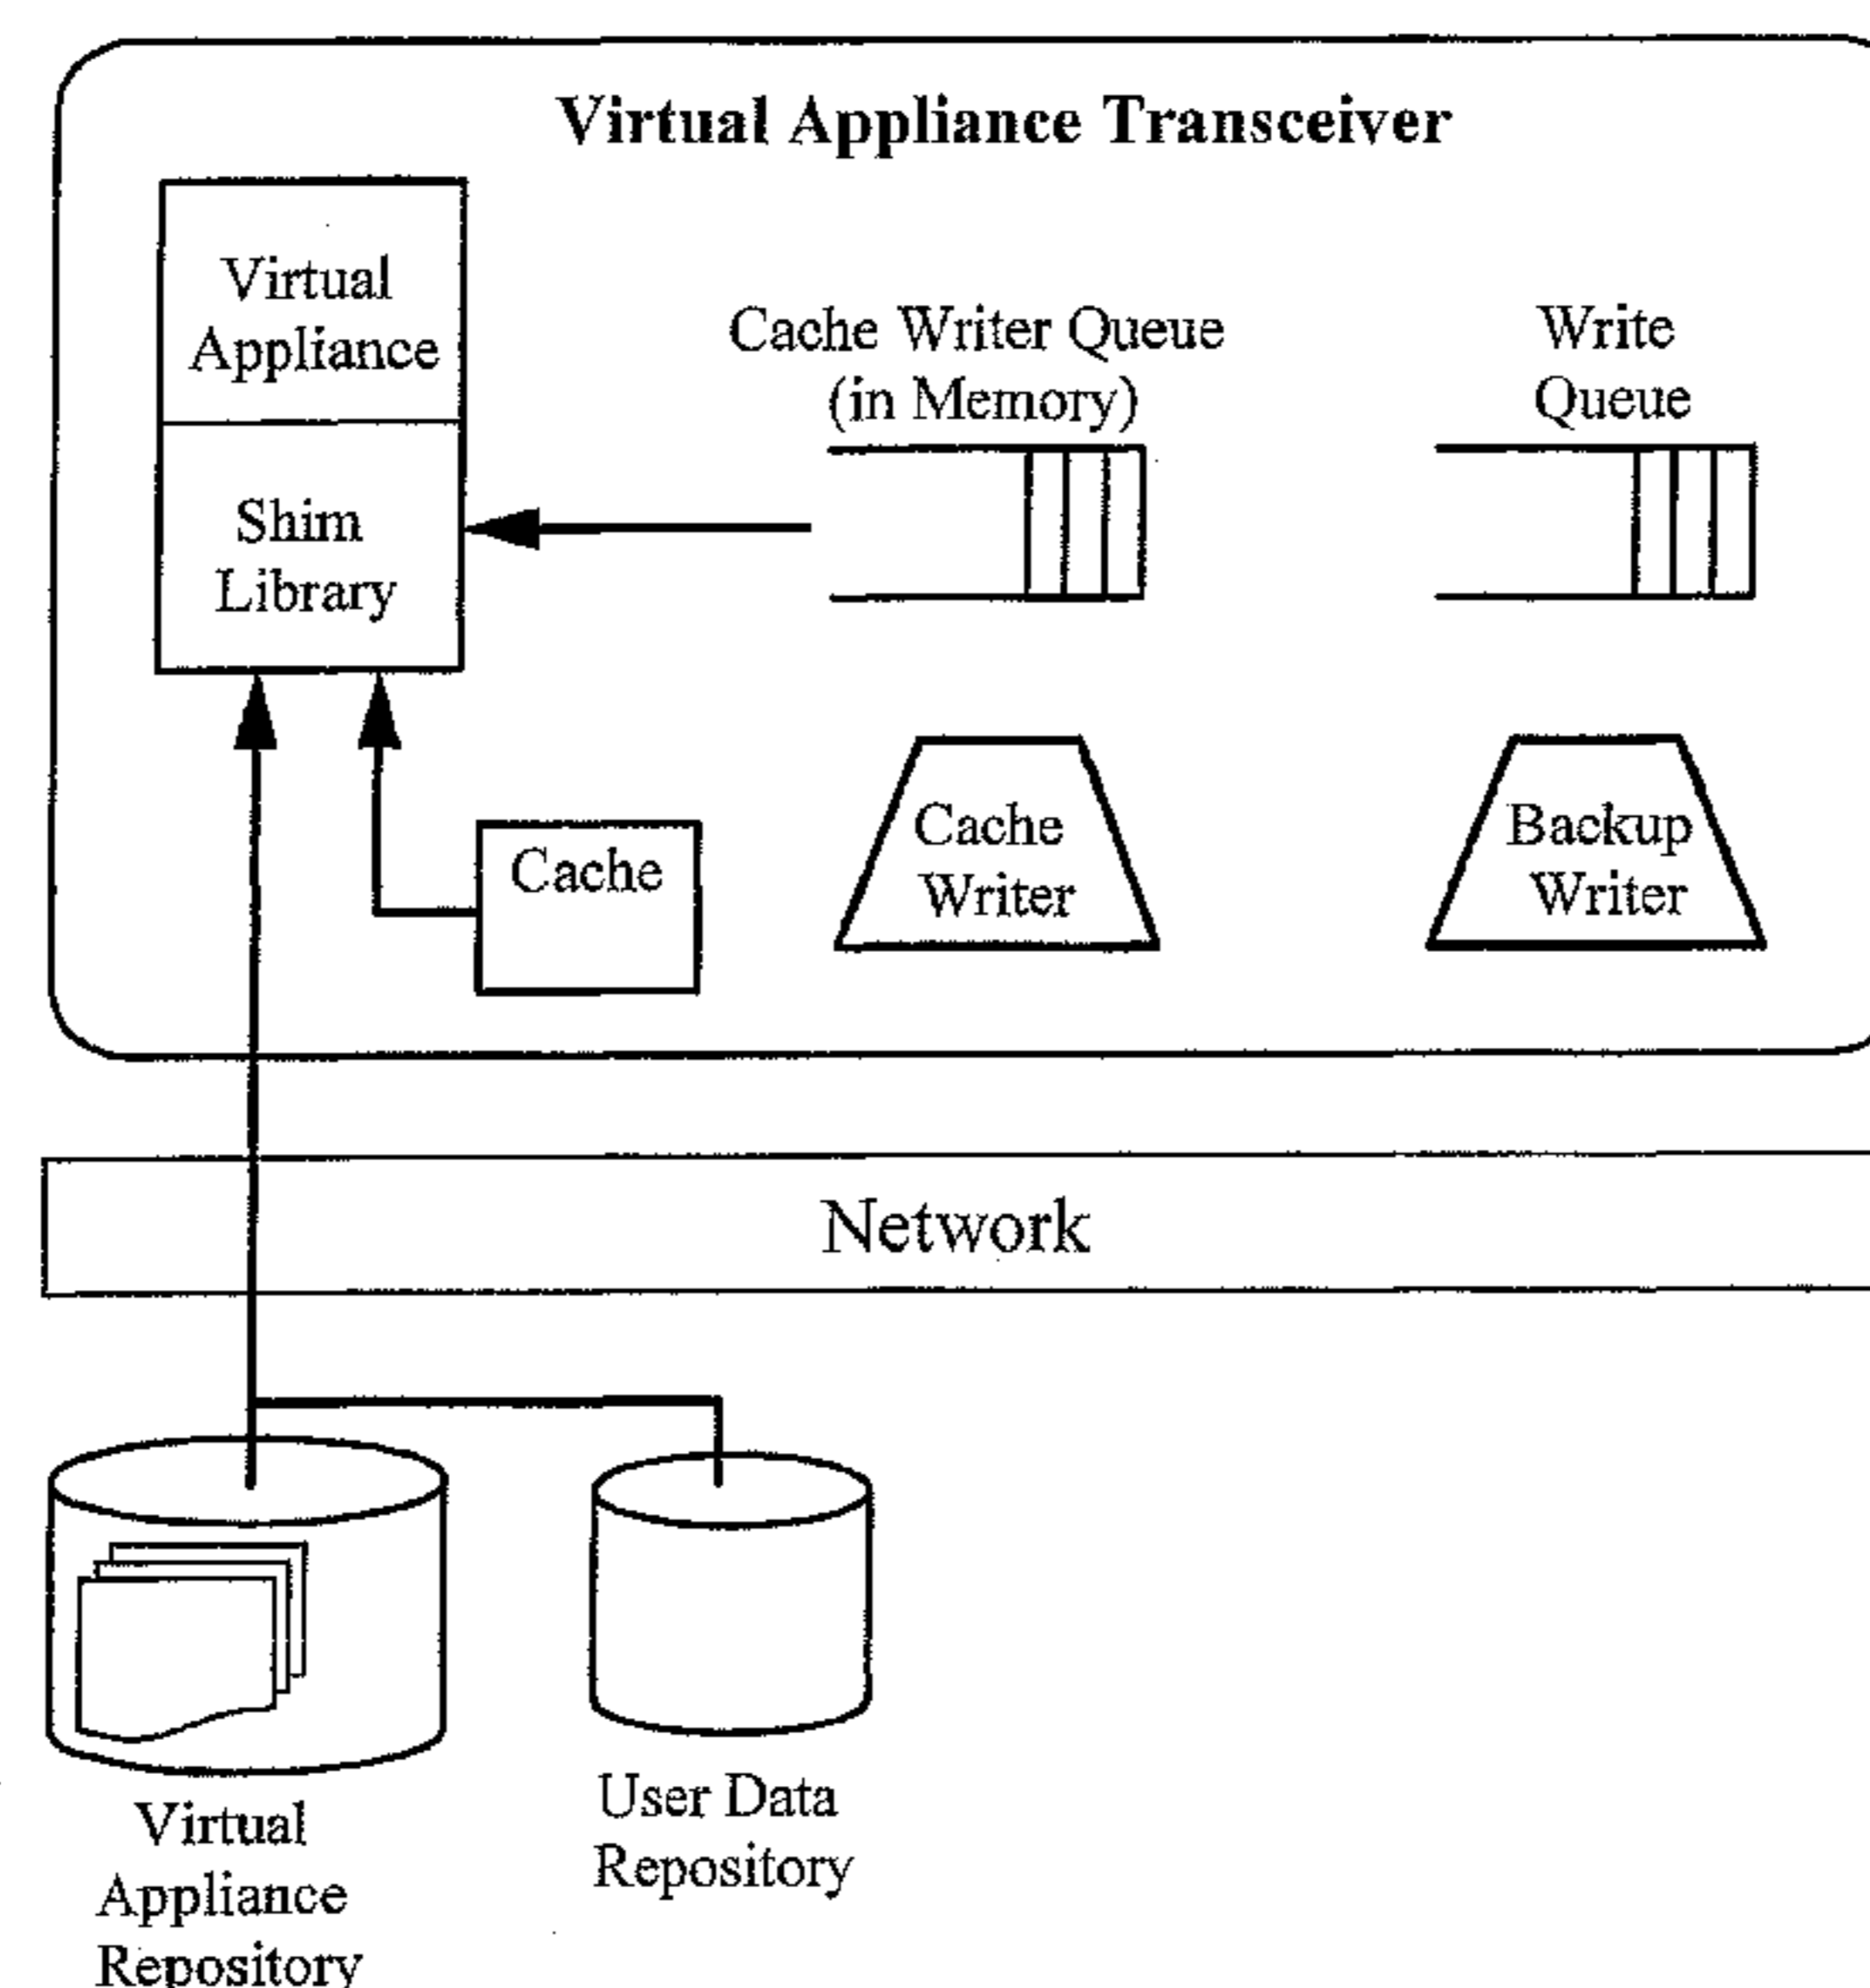 Virtual Appliance Transceiver
Virtual
Appliance
Shim
Library
Cache Writer Queue
(in Memory)
Write
Queue
Cache
Cache
Writer
Backup
Writer
Network
Virtual
Appliance
Repository
User Data
Repository